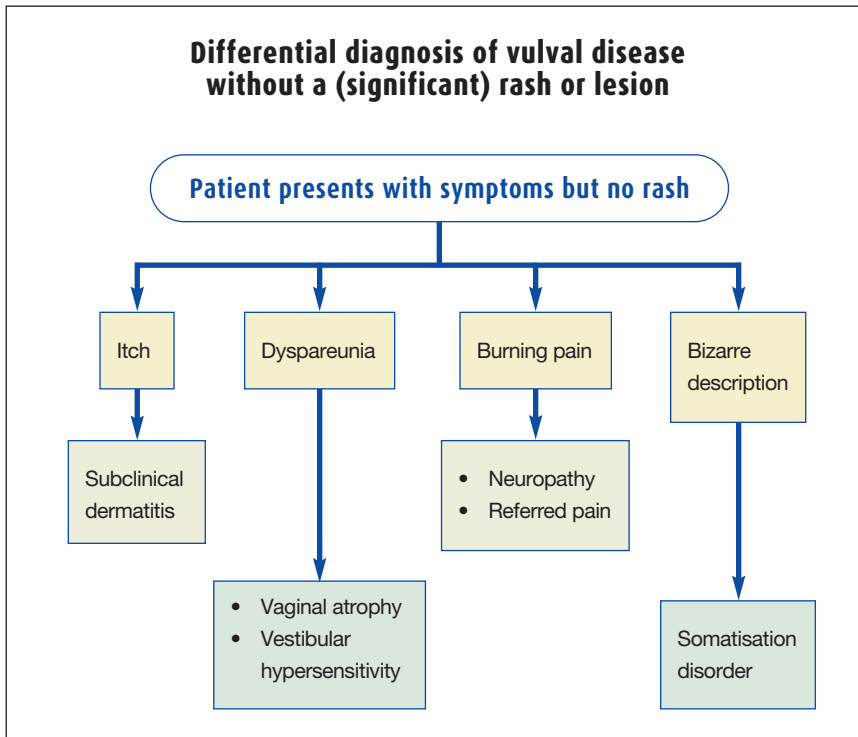 Differential diagnosis of vulval disease
without a (significant) rash or lesion
Patient presents with symptoms but no rash
Itch
Dyspareunia
Burning pain
Bizarre
description
Subclinical
dermatitis
• Neuropathy
• Referred pain
• Vaginal atrophy
• Vestibular
hypersensitivity
Somatisation
disorder